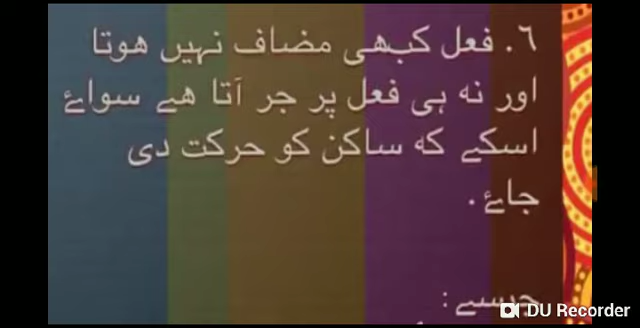 ٦. فعل کبھی مضاف نہیں ہوتا
اور نہ ہی فعل پر جر آتا ہے سوائے
اسکے کہ ساکن کو حرکت دی
جائے.
جیسے :
DU Recorder